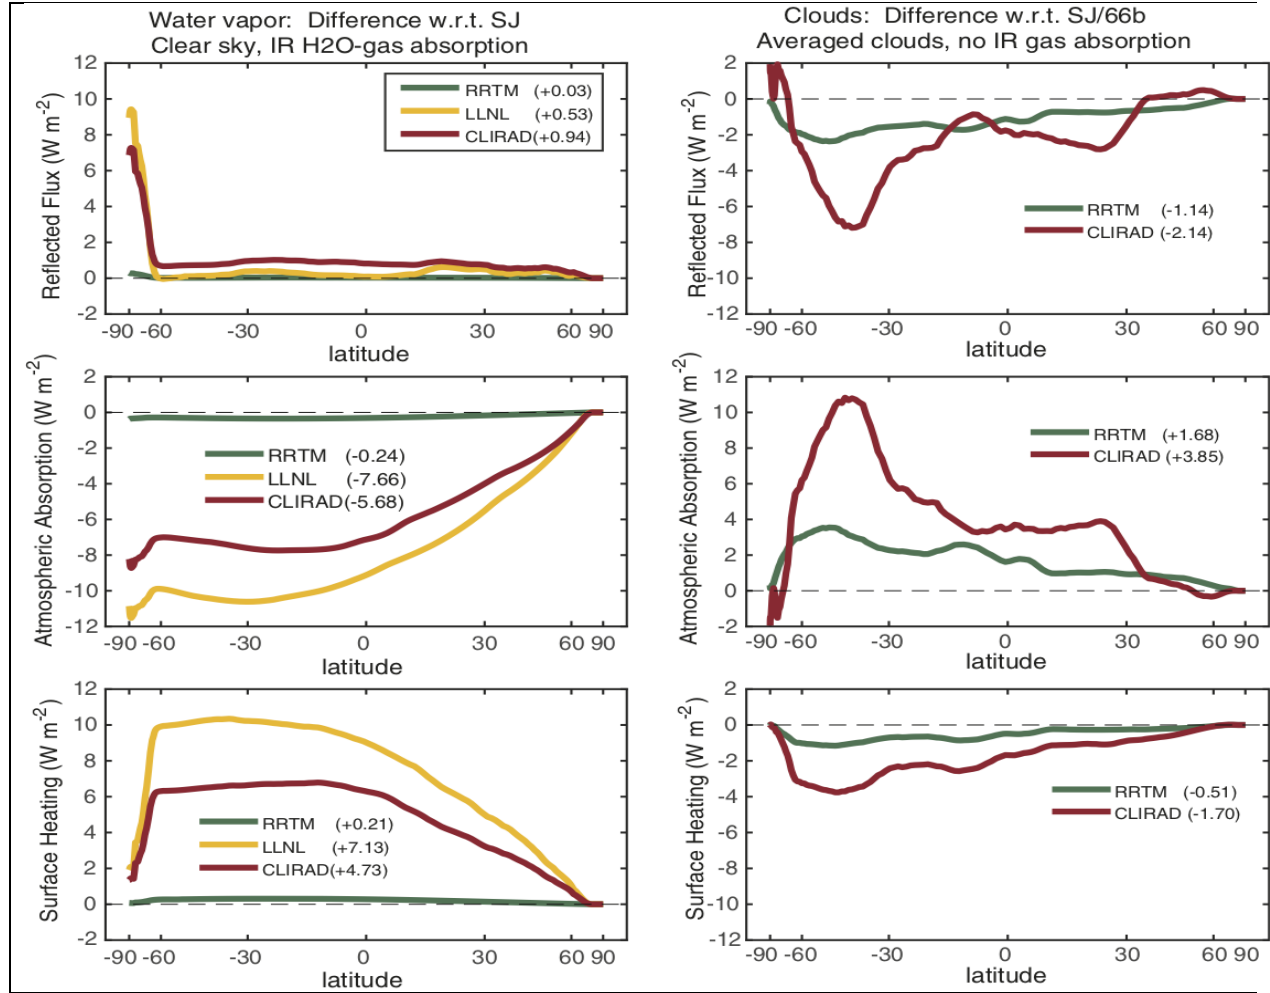 Water vapor: Difference w.r.t. SJ
Clear sky, IR H2O-gas absorption
12
10
8
6
4
2
0
-2
Reflected Flux (W m-2)
RRTM (+0.03)
LLNL (+0.53)
CLIRAD(+0.94)
-90 -60 -30 0 30 60 90
latitude
Clouds: Difference w.r.t. SJ/66b
Averaged clouds, no IR gas absorption
2
0
-2
-4
-6
-8
-10
-12
Reflected Flux (W m-2)
RRTM (-1.14)
CLIRAD (-2.14)
-90 -60 -30 0 30 60 90
latitude
2
0
-2
-4
-6
-8
-10
-12
Atmospheric Absorption (W m-2)
RRTM (-0.24)
LLNL (-7.66)
CLIRAD(-5.68)
-90 -60 -30 0 30 60 90
latitude
12
10
8
6
4
2
0
-2
Atmospheric Absorption (W m-2)
RRTM (+1.68)
CLIRAD (+3.85)
-90 -60 -30 0 30 60 90
latitude
12
10
8
6
4
2
0
-2
Surface Heating (W m-2)
RRTM (+0.21)
LLNL (+7.13)
CLIRAD(+4.73)
-90 -60 -30 0 30 60 90
latitude
2
0
-2
-4
-6
-8
-10
-12
Surface Heating (W m-2)
RRTM (-0.51)
CLIRAD (-1.70)
-90 -60 -30 0 30 60 90
latitude